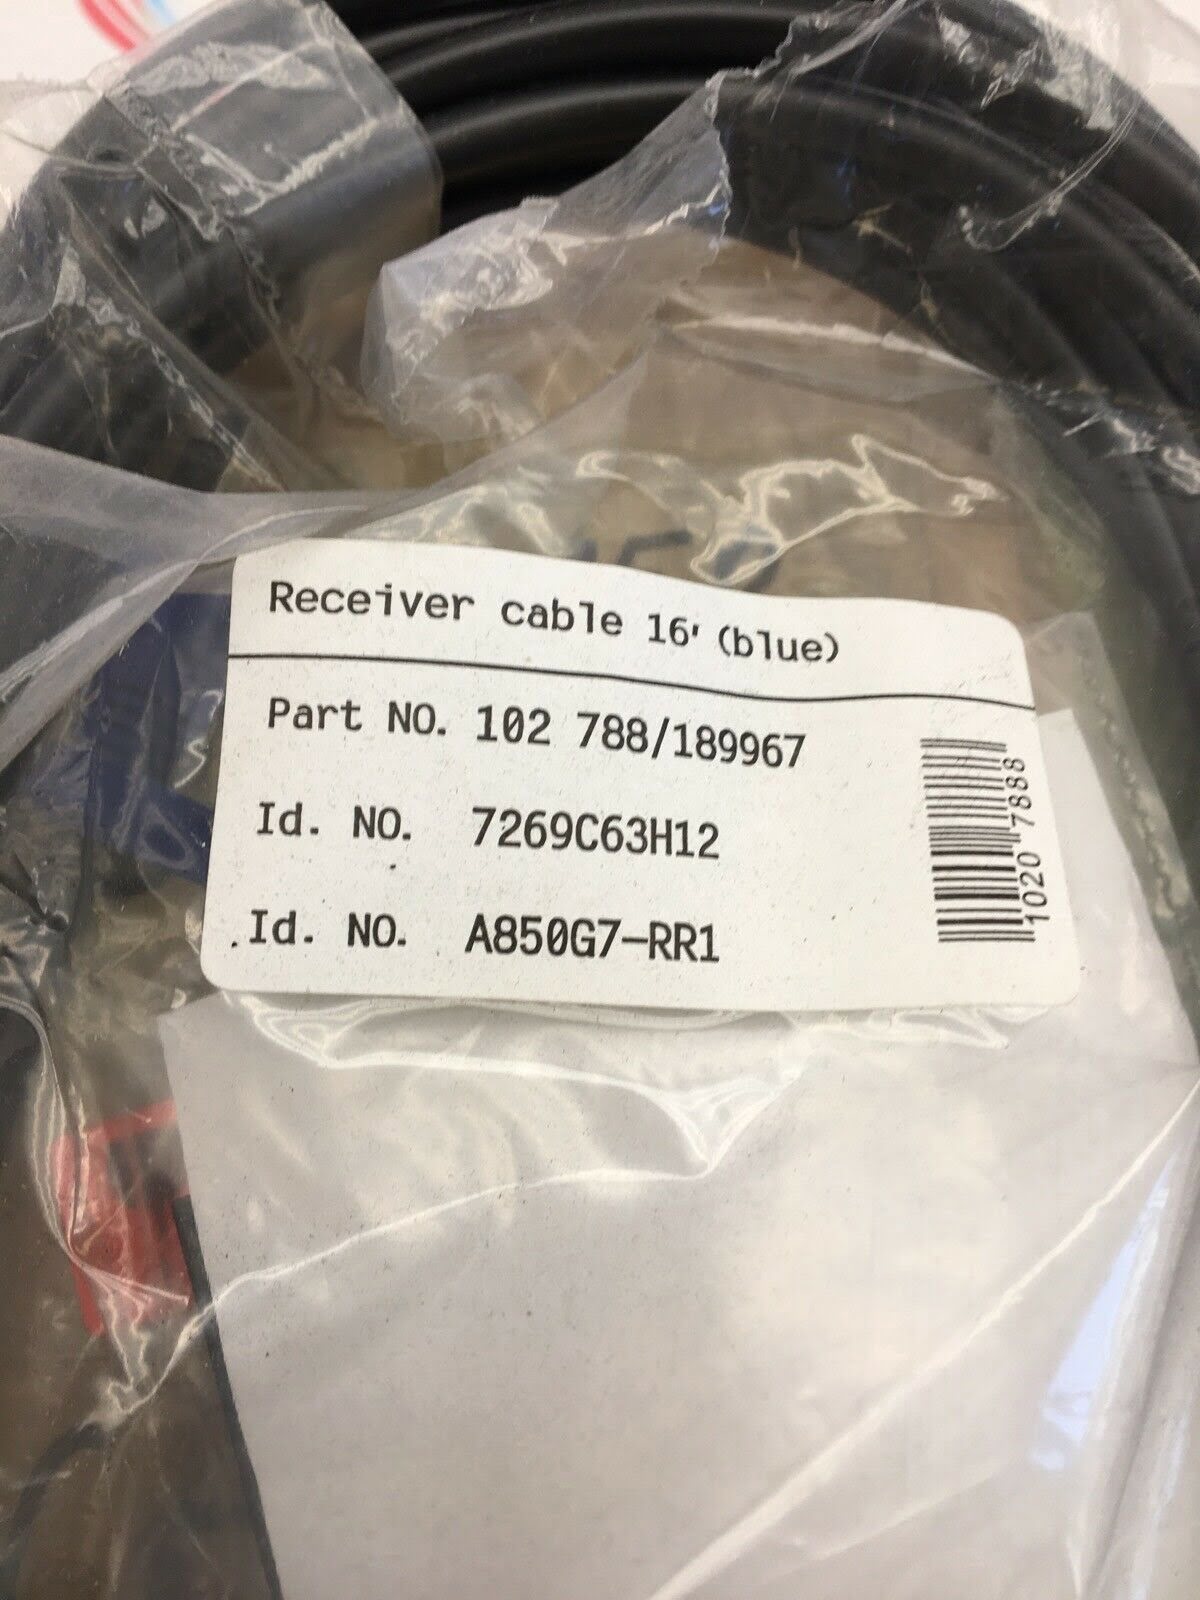 Receiver cable 16' (blue)
Part NO. 102 788/189967
Id. NO. 7269C63H12
Id. NO. A850G7-RR1
1020 7888